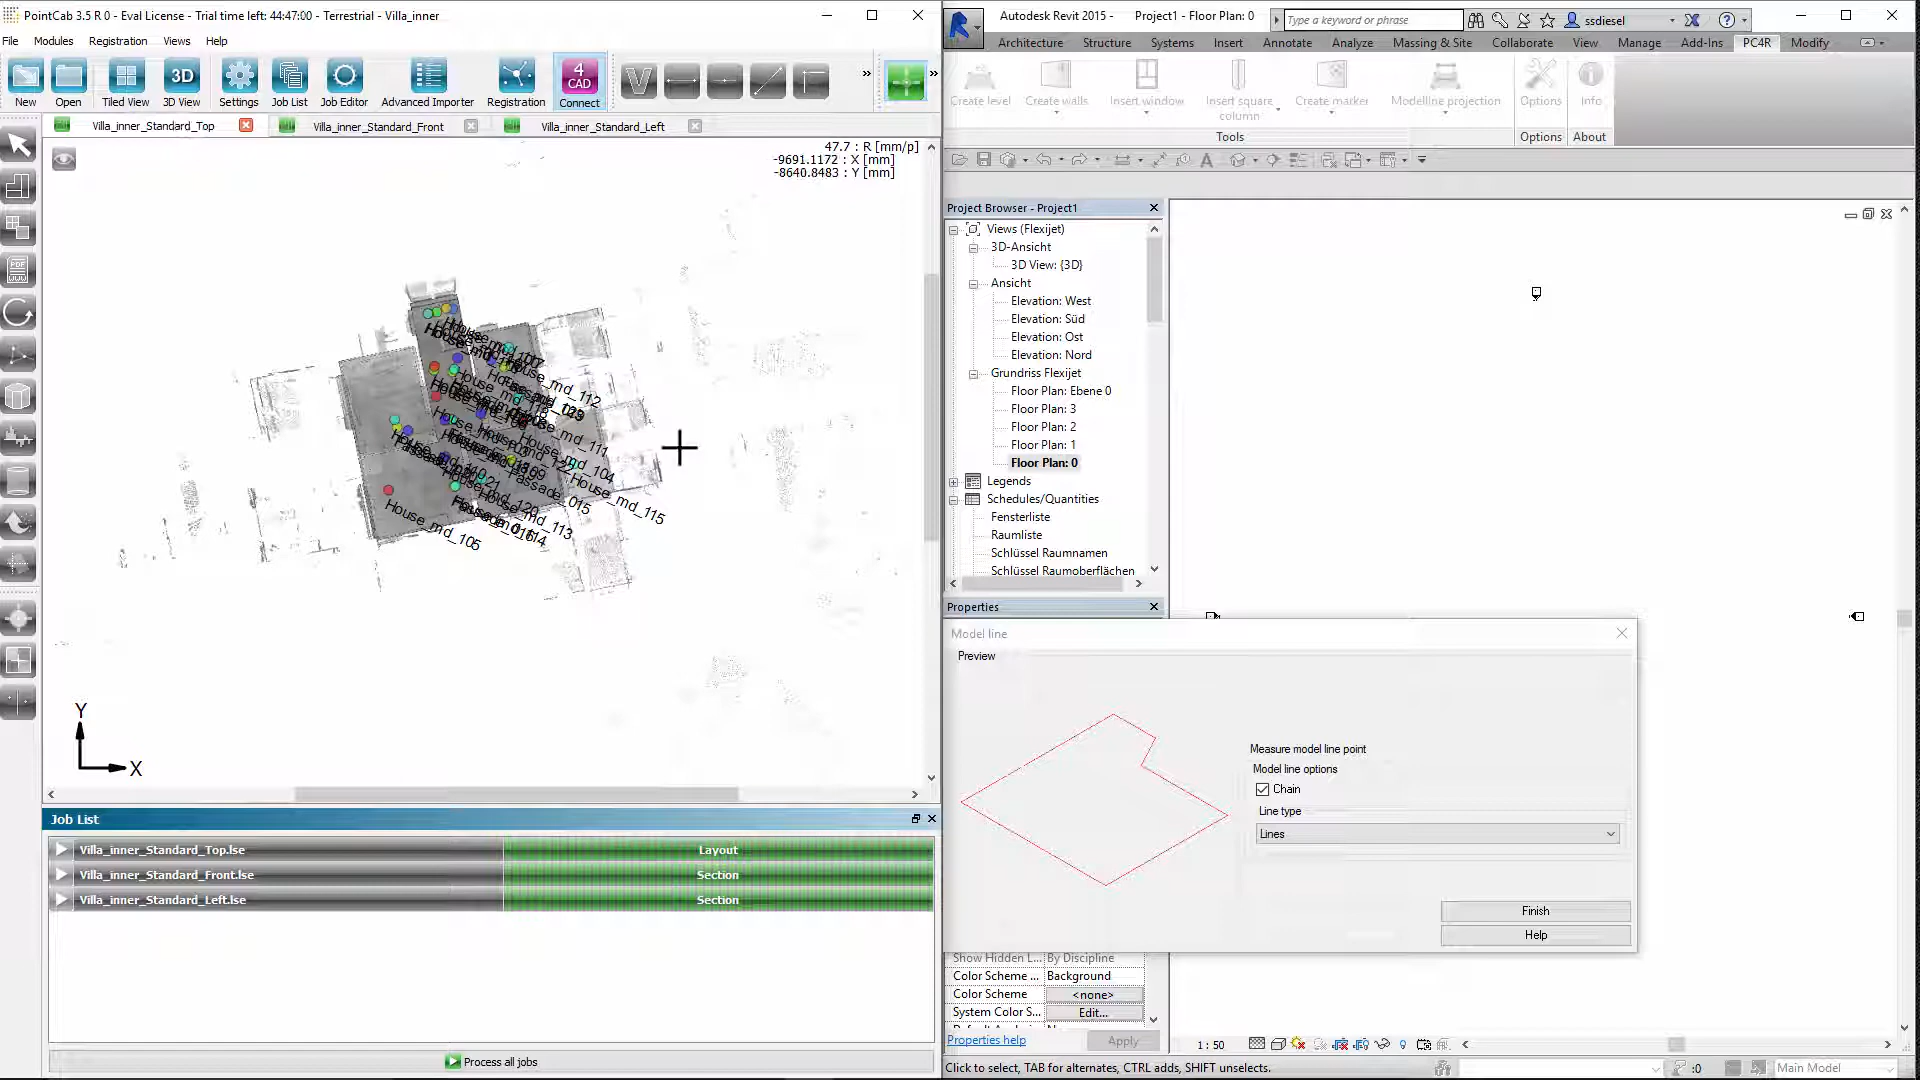 PointCab 3.5 R 0 - Eval License - Trial time left: 44:47:00 - Terrestrial - Villa_inner
File Modules Registration Views Help
New Open Tiled View 3D View Settings Job List Job Editor Advanced Importer Registration Connect
3D
4 CAD
Villa_inner_Standard_Top Villa_inner_Standard_Front Villa_inner_Standard_Left
47.7 : R [mm/p]
-9691.1172 : X [mm]
-8640.8483 : Y [mm]
PDF
House_md_112
House_md_111
House_md_104
House_md_115
House_md_113
House_md_105
Y
X
Job List
Villa_inner_Standard_Top.lse Layout
Villa_inner_Standard_Front.lse Section
Villa_inner_Standard_Left.lse Section
Process all jobs
Autodesk Revit 2015 - Project1 - Floor Plan: 0
Type a keyword or phrase
ssdiesel
Architecture Structure Systems Insert Annotate Analyze Massing & Site Collaborate View Manage Add-Ins PC4R Modify
Create level Create walls Insert window Insert square column Create marker Modelline projection Options Info
Tools Options About
Project Browser - Project1
Views (Flexijet)
3D-Ansicht
3D View: {3D}
Ansicht
Elevation: West
Elevation: Süd
Elevation: Ost
Elevation: Nord
Grundriss Flexijet
Floor Plan: Ebene 0
Floor Plan: 3
Floor Plan: 2
Floor Plan: 1
Floor Plan: 0
Legends
Schedules/Quantities
Fensterliste
Raumliste
Schlüssel Raumnamen
Schlüssel Raumoberflächen
Properties
Model line
Preview
Measure model line point
Model line options
Chain
Line type
Lines
Finish
Help
Show Hidden L... By Discipline
Color Scheme ... Background
Color Scheme <none>
System Color S... Edit...
Properties help Apply
1 : 50
Click to select, TAB for alternates, CTRL adds, SHIFT unselects.
:0
Main Model